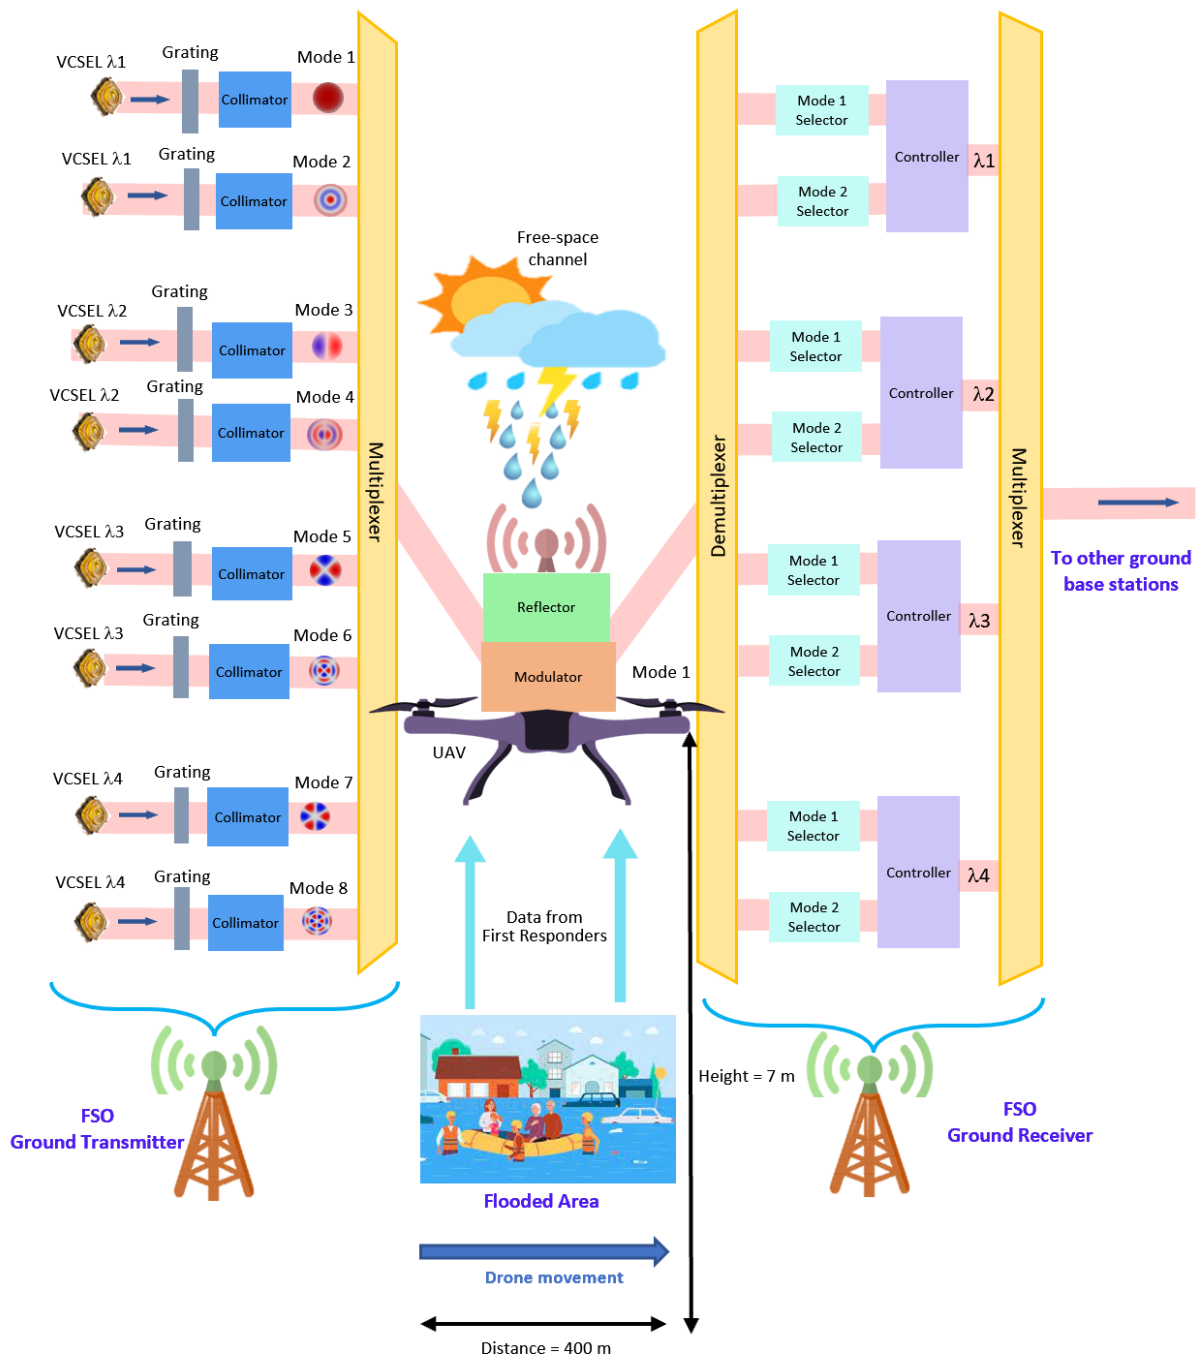 VCSEL λ1
Grating
Collimator
Mode 1
VCSEL λ1
Grating
Collimator
Mode 2
VCSEL λ2
Grating
Collimator
Mode 3
VCSEL λ2
Grating
Collimator
Mode 4
VCSEL λ3
Grating
Collimator
Mode 5
VCSEL λ3
Grating
Collimator
Mode 6
VCSEL λ4
Grating
Collimator
Mode 7
VCSEL λ4
Grating
Collimator
Mode 8
Multiplexer
FSO
Ground Transmitter
Free-space
channel
Reflector
Modulator
Mode 1
UAV
Data from
First Responders
Flooded Area
Drone movement
Distance = 400 m
Height = 7 m
Demultiplexer
Mode 1
Selector
Mode 2
Selector
Controller
λ1
Mode 1
Selector
Mode 2
Selector
Controller
λ2
Mode 1
Selector
Mode 2
Selector
Controller
λ3
Mode 1
Selector
Mode 2
Selector
Controller
λ4
Multiplexer
To other ground
base stations
FSO
Ground Receiver